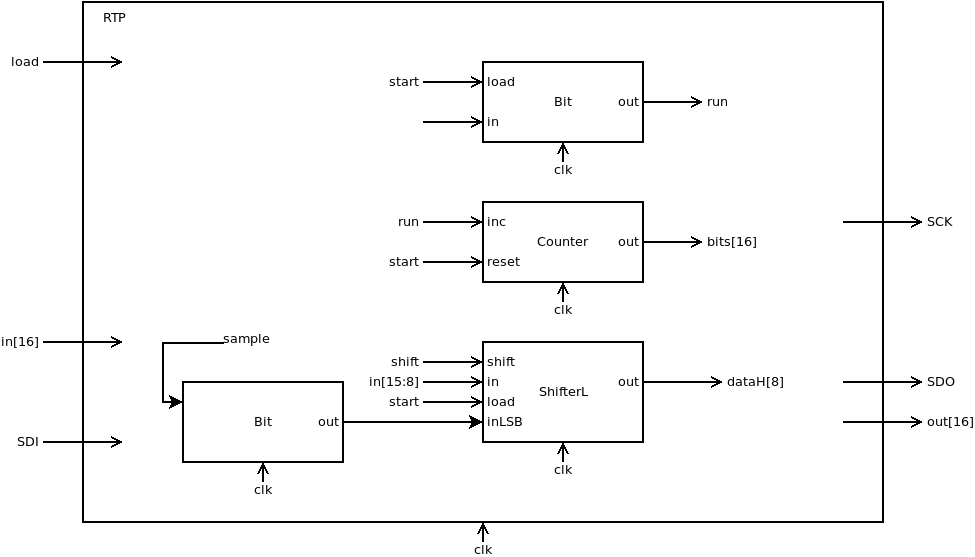 RTP
load
start
load
Bit
out
run
in
clk
run
inc
SCK
Counter
out
bits[16]
start
reset
clk
in[16]
sample
shift
shift
in[15:8]
in
out
dataH[8]
SDO
ShifterL
start
load
Bit
out
inLSB
out[16]
SDI
clk
clk
clk